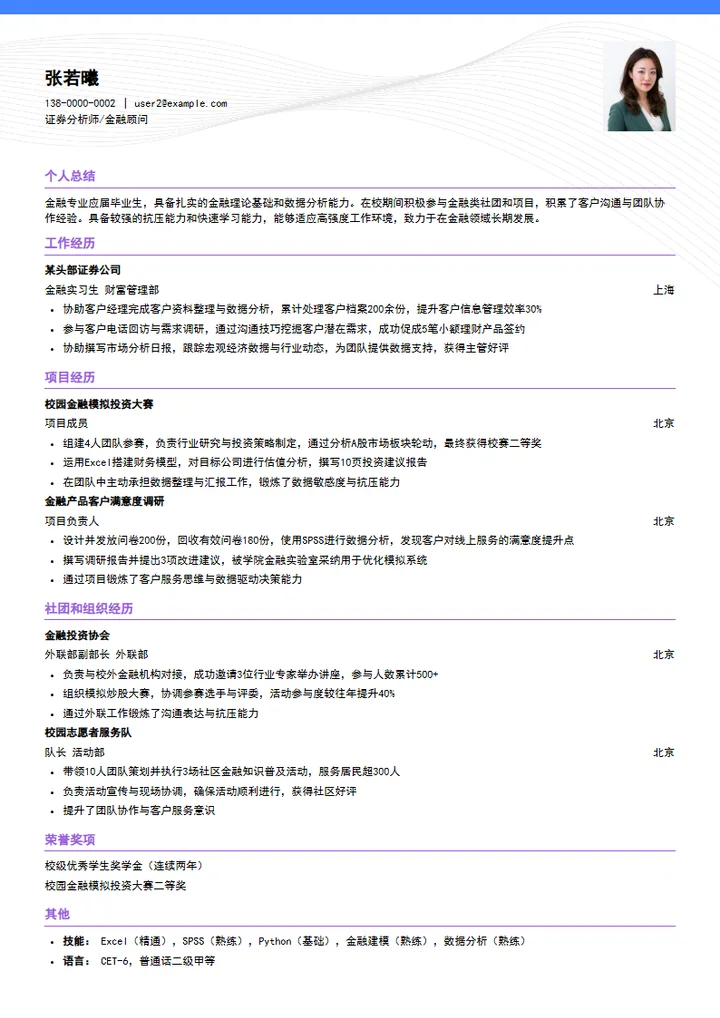 张若曦
138-0000-0002 | user2@example.com
证券分析师/金融顾问
个人总结
金融专业应届毕业生，具备扎实的金融理论基础和数据分析能力。在校期间积极参与金融类社团和项目，积累了客户沟通与团队协
作经验。具备较强的抗压能力和快速学习能力，能够适应高强度工作环境，致力于在金融领域长期发展。
工作经历
某头部证券公司
金融实习生 财富管理部 上海
• 协助客户经理完成客户资料整理与数据分析，累计处理客户档案200余份，提升客户信息管理效率30%
• 参与客户电话回访与需求调研，通过沟通技巧挖掘客户潜在需求，成功促成5笔小额理财产品签约
• 协助撰写市场分析日报，跟踪宏观经济数据与行业动态，为团队提供数据支持，获得主管好评
项目经历
校园金融模拟投资大赛
项目成员 北京
• 组建4人团队参赛，负责行业研究与投资策略制定，通过分析A股市场板块轮动，最终获得校赛二等奖
• 运用Excel搭建财务模型，对目标公司进行估值分析，撰写10页投资建议报告
• 在团队中主动承担数据整理与汇报工作，锻炼了数据敏感度与抗压能力
金融产品客户满意度调研
项目负责人 北京
• 设计并发放问卷200份，回收有效问卷180份，使用SPSS进行数据分析，发现客户对线上服务的满意度提升点
• 撰写调研报告并提出3项改进建议，被学院金融实验室采纳用于优化模拟系统
• 通过项目锻炼了客户服务思维与数据驱动决策能力
社团和组织经历
金融投资协会
外联部副部长 外联部 北京
• 负责与校外金融机构对接，成功邀请3位行业专家举办讲座，参与人数累计500+
• 组织模拟炒股大赛，协调参赛选手与评委，活动参与度较往年提升40%
• 通过外联工作锻炼了沟通表达与抗压能力
校园志愿者服务队
队长 活动部 北京
• 带领10人团队策划并执行3场社区金融知识普及活动，服务居民超300人
• 负责活动宣传与现场协调，确保活动顺利进行，获得社区好评
• 提升了团队协作与客户服务意识
荣誉奖项
校级优秀学生奖学金（连续两年）
校园金融模拟投资大赛二等奖
其他
• 技能： Excel（精通），SPSS（熟练），Python（基础），金融建模（熟练），数据分析（熟练）
• 语言： CET-6，普通话二级甲等